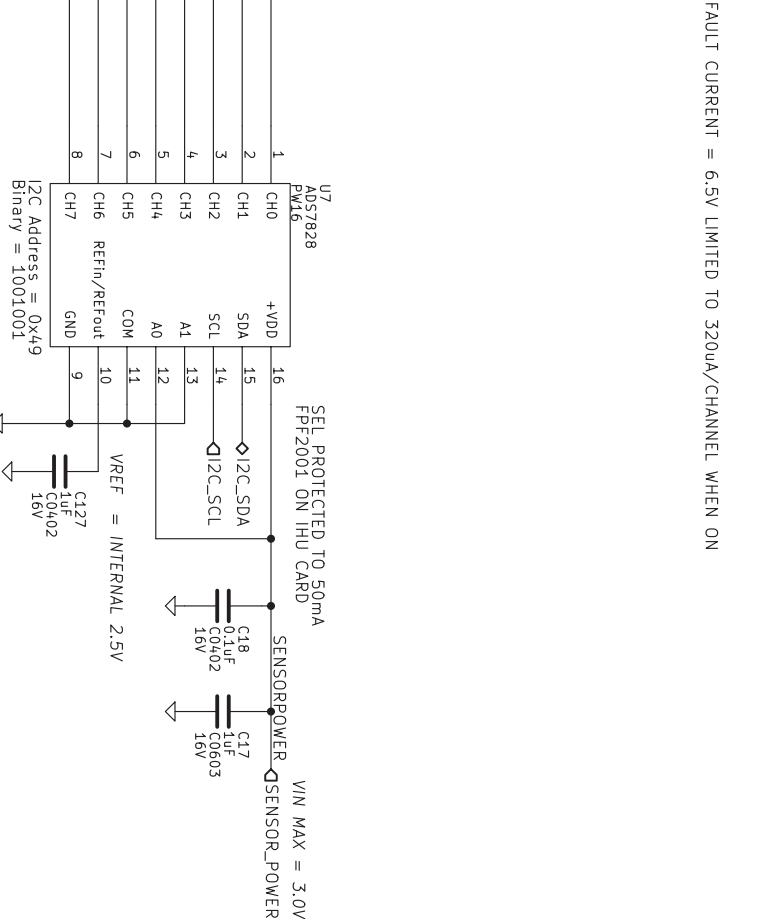 FAULT CURRENT = 6.5V LIMITED TO 320uA/CHANNEL WHEN ON
U7
ADS7828
PW16
1
CH0
2
CH1
3
CH2
4
CH3
5
CH4
6
CH5
7
CH6
8
CH7
+VDD
16
SDA
15
SCL
14
A1
13
A0
12
COM
11
REFin/REFout
10
GND
9
I2C Address = 0x49
Binary = 1001001
SEL PROTECTED TO 50mA
FPF2001 ON IHU CARD
I2C_SDA
I2C_SCL
VREF = INTERNAL 2.5V
C127
1uF
C0402
16V
C18
0.1uF
C0402
16V
SENSORPOWER
C17
1uF
C0603
16V
VIN MAX = 3.0V
SENSOR_POWER